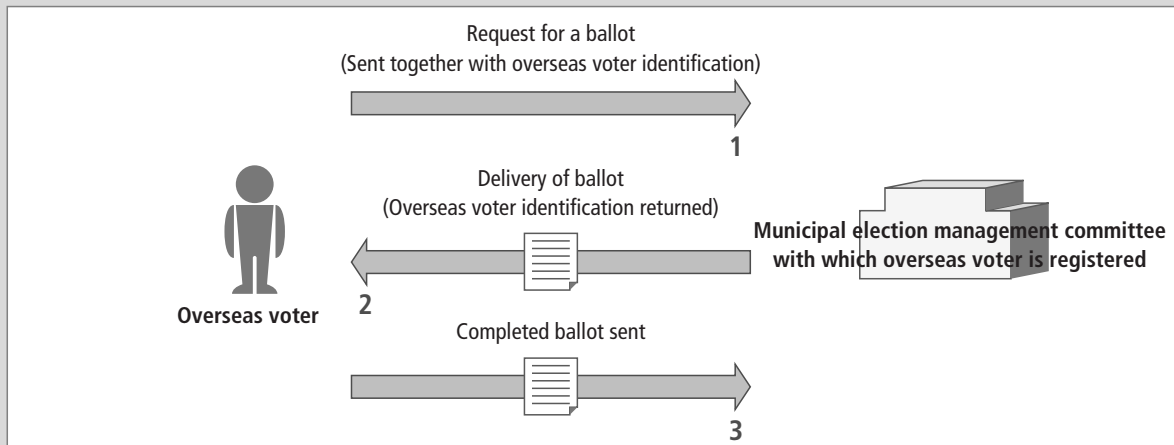 Request for a ballot
(Sent together with overseas voter identification)
1
Delivery of ballot
(Overseas voter identification returned)
Municipal election management committee
with which overseas voter is registered
2
Overseas voter
Completed ballot sent
3